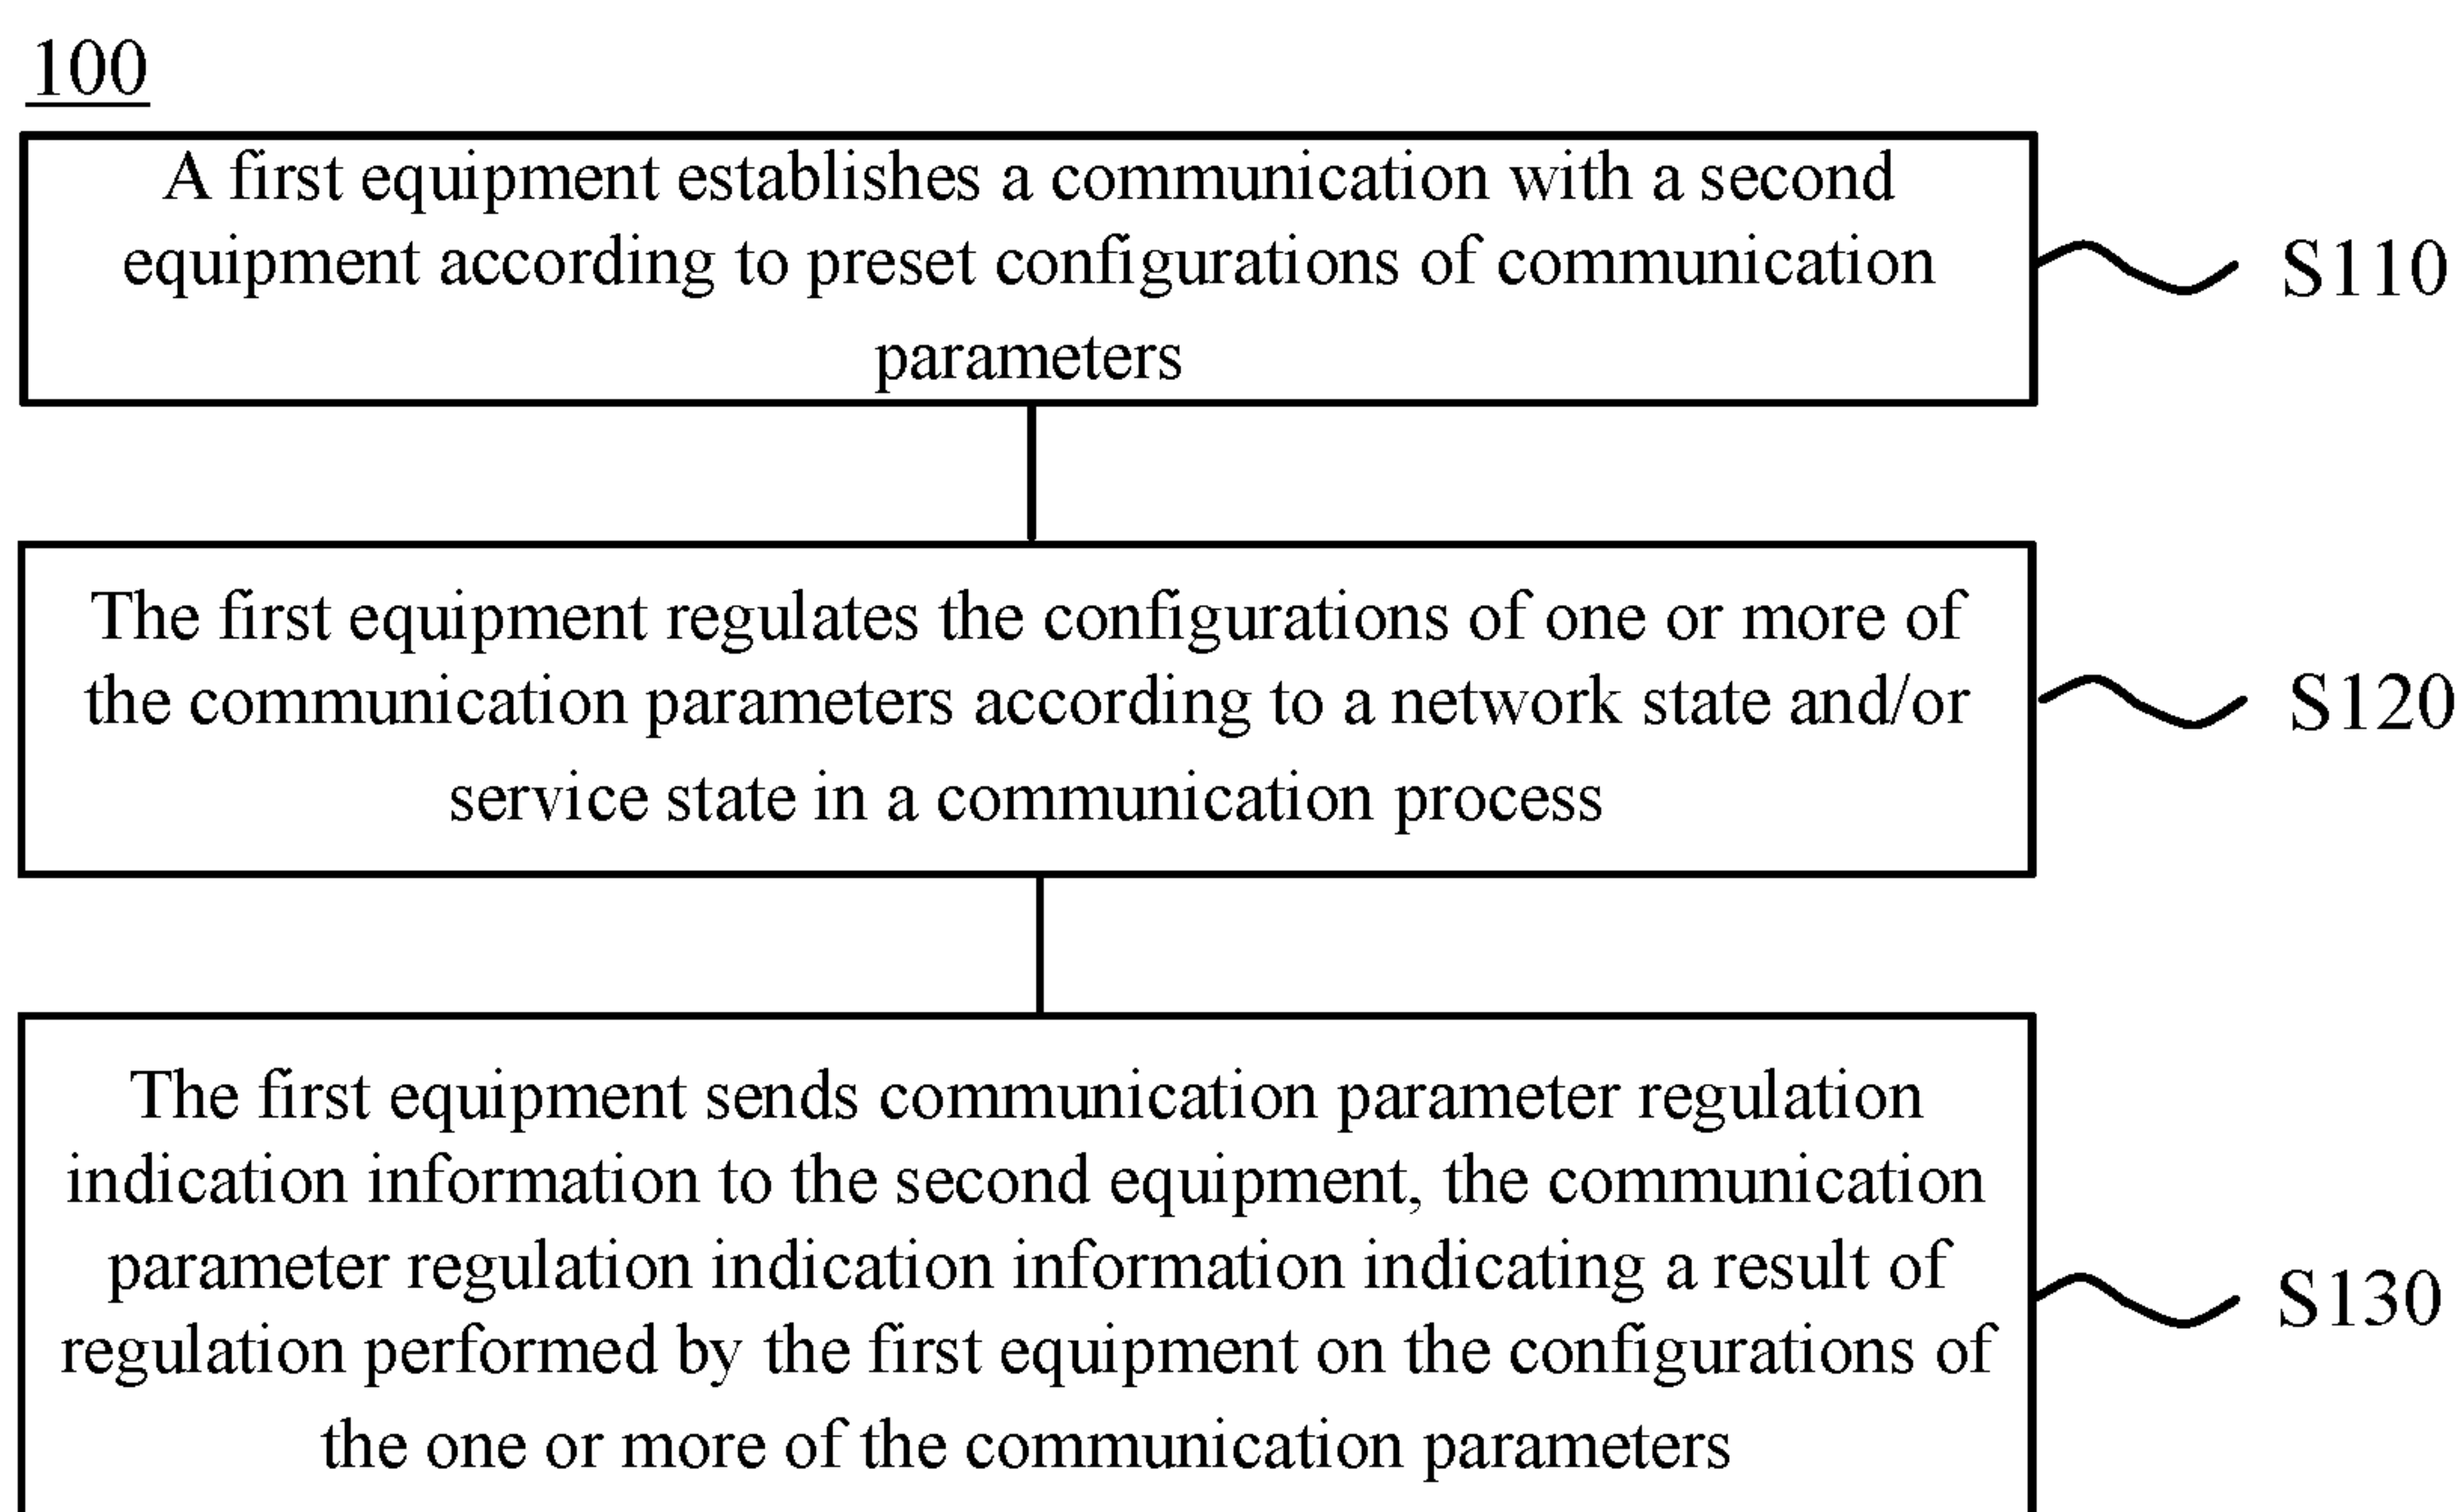 100
A first equipment establishes a communication with a second
equipment according to preset configurations of communication
parameters
S110
The first equipment regulates the configurations of one or more of
the communication parameters according to a network state and/or
service state in a communication process
S120
The first equipment sends communication parameter regulation
indication information to the second equipment, the communication
parameter regulation indication information indicating a result of
regulation performed by the first equipment on the configurations of
the one or more of the communication parameters
S130